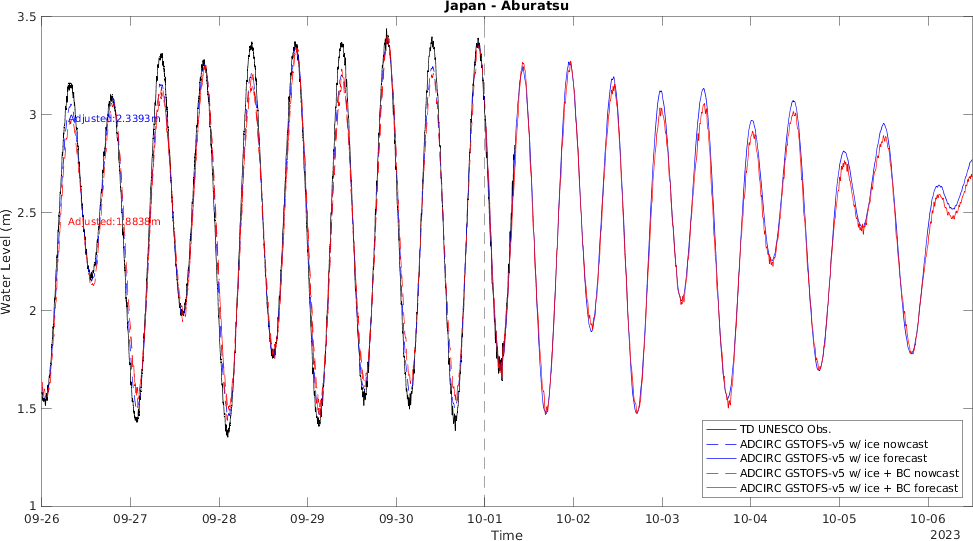 Japan - Aburatsu
3.5
3
2.5
2
1.5
1
Water Level (m)
Adjusted:2.3393m
Adjusted:1.8838m
TD UNESCO Obs.
ADCIRC GSTOFS-v5 w/ ice nowcast
ADCIRC GSTOFS-v5 w/ ice forecast
ADCIRC GSTOFS-v5 w/ ice + BC nowcast
ADCIRC GSTOFS-v5 w/ ice + BC forecast
09-26 09-27 09-28 09-29 09-30 10-01 10-02 10-03 10-04 10-05 10-06
Time
2023